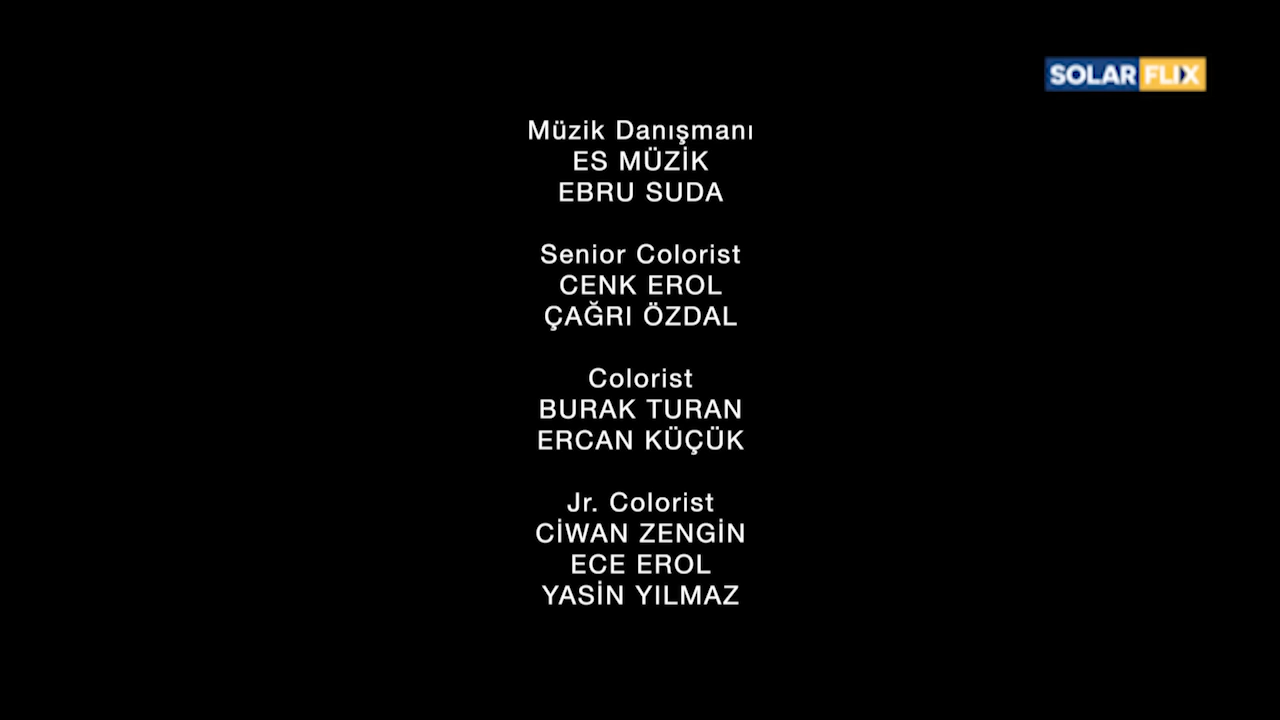 SOLAR FLIX
Müzik Danışmanı
ES MÜZİK
EBRU SUDA
Senior Colorist
CENK EROL
ÇAĞRI ÖZDAL
Colorist
BURAK TURAN
ERCAN KÜÇÜK
Jr. Colorist
CİWAN ZENGİN
ECE EROL
YASİN YILMAZ